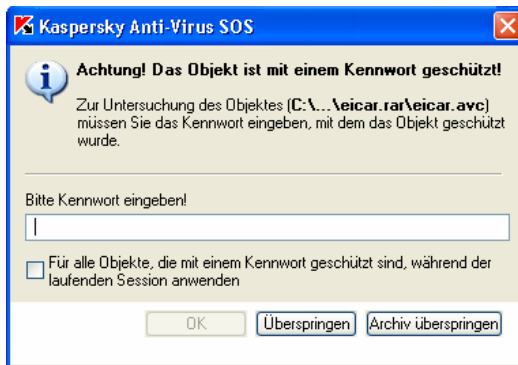 Kaspersky Anti-Virus SOS
Achtung! Das Objekt ist mit einem Kennwort geschützt!
Zur Untersuchung des Objektes (C:\...\eicar.rar\eicar.avc)
müssen Sie das Kennwort eingeben, mit dem das Objekt geschützt
wurde.
Bitte Kennwort eingeben!
Für alle Objekte, die mit einem Kennwort geschützt sind, während der
laufenden Session anwenden
OK Überspringen Archiv überspringen